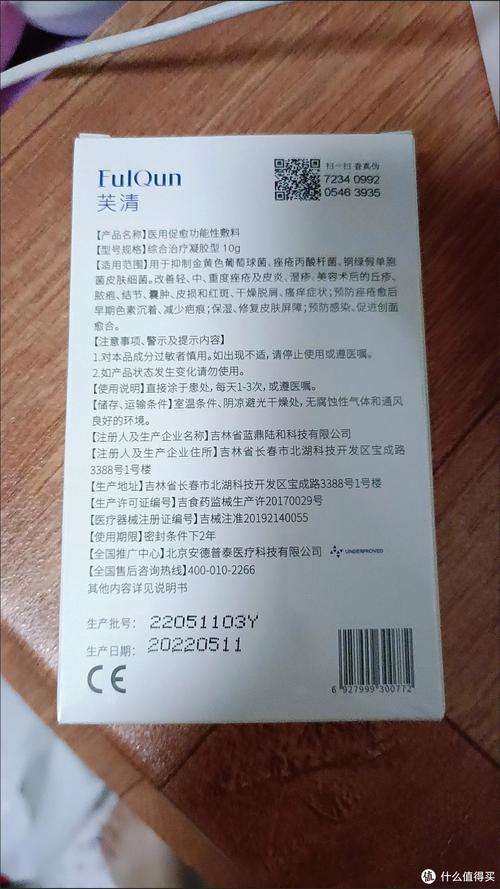 FulQun
芙清
扫一扫 查真伪
7234 0992
0546 3935
【产品名称】医用促愈功能性敷料
【型号规格】综合治疗凝胶型 10g
【适用范围】用于抑制金黄色葡萄球菌、痤疮丙酸杆菌、铜绿假单胞
菌皮肤细菌。改善轻、中、重度痤疮及皮炎、湿疹、美容术后的丘疹、
脓疱、结节、囊肿、皮损和红斑、干燥脱屑、瘙痒症状；预防痤疮愈后
早期色素沉着、减少疤痕；保湿、修复皮肤屏障；预防感染、促进创面
愈合。
【注意事项、警示及提示内容】
1.对本品成分过敏者慎用。如出现不适，请停止使用或遵医嘱。
2.如产品状态发生变化请勿使用。
【使用说明】直接涂于患处，每天1-3次，或遵医嘱。
【储存、运输条件】室温条件、阴凉避光干燥处，无腐蚀性气体和通风
良好的环境。
【注册人及生产企业名称】吉林省蓝鼎陆和科技有限公司
【注册人及生产企业住所】吉林省长春市北湖科技开发区宝成路
3388号1号楼
【生产地址】吉林省长春市北湖科技开发区宝成路3388号1号楼
【生产许可证编号】吉食药监械生产许20170029号
【医疗器械注册证编号】吉械注准20192140055
【使用期限】密封条件下2年
【全国推广中心】北京安德普泰医疗科技有限公司 UNDERPROVED
【全国售后咨询热线】400-010-2266
其他内容详见说明书
生产批号： 22051103Y
生产日期： 20220511
CE
6 927999 300772
值 什么值得买